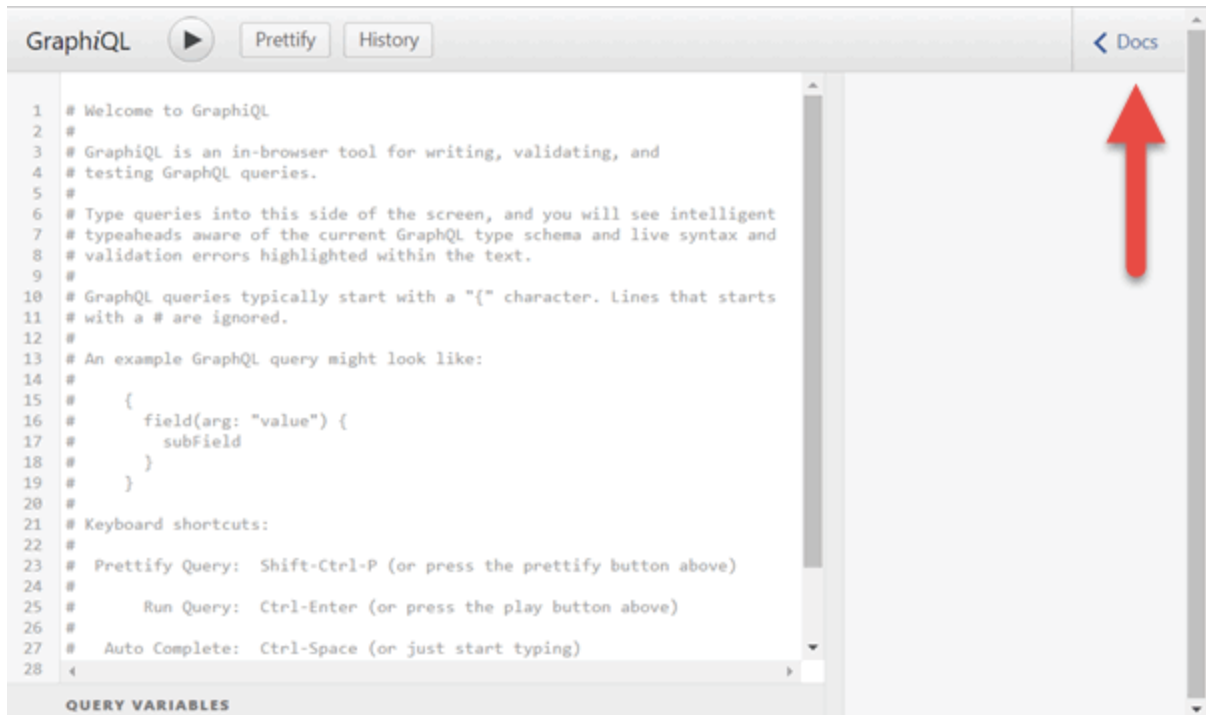 GraphiQL Prettify History Docs
1 # Welcome to GraphiQL
2 #
3 # GraphiQL is an in-browser tool for writing, validating, and
4 # testing GraphQL queries.
5 #
6 # Type queries into this side of the screen, and you will see intelligent
7 # typeaheads aware of the current GraphQL type schema and live syntax and
8 # validation errors highlighted within the text.
9 #
10 # GraphQL queries typically start with a "{" character. Lines that starts
11 # with a # are ignored.
12 #
13 # An example GraphQL query might look like:
14 #
15 #     {
16 #       field(arg: "value") {
17 #         subField
18 #       }
19 #     }
20 #
21 # Keyboard shortcuts:
22 #
23 #  Prettify Query:  Shift-Ctrl-P (or press the prettify button above)
24 #
25 #       Run Query:  Ctrl-Enter (or press the play button above)
26 #
27 #   Auto Complete:  Ctrl-Space (or just start typing)
28
QUERY VARIABLES